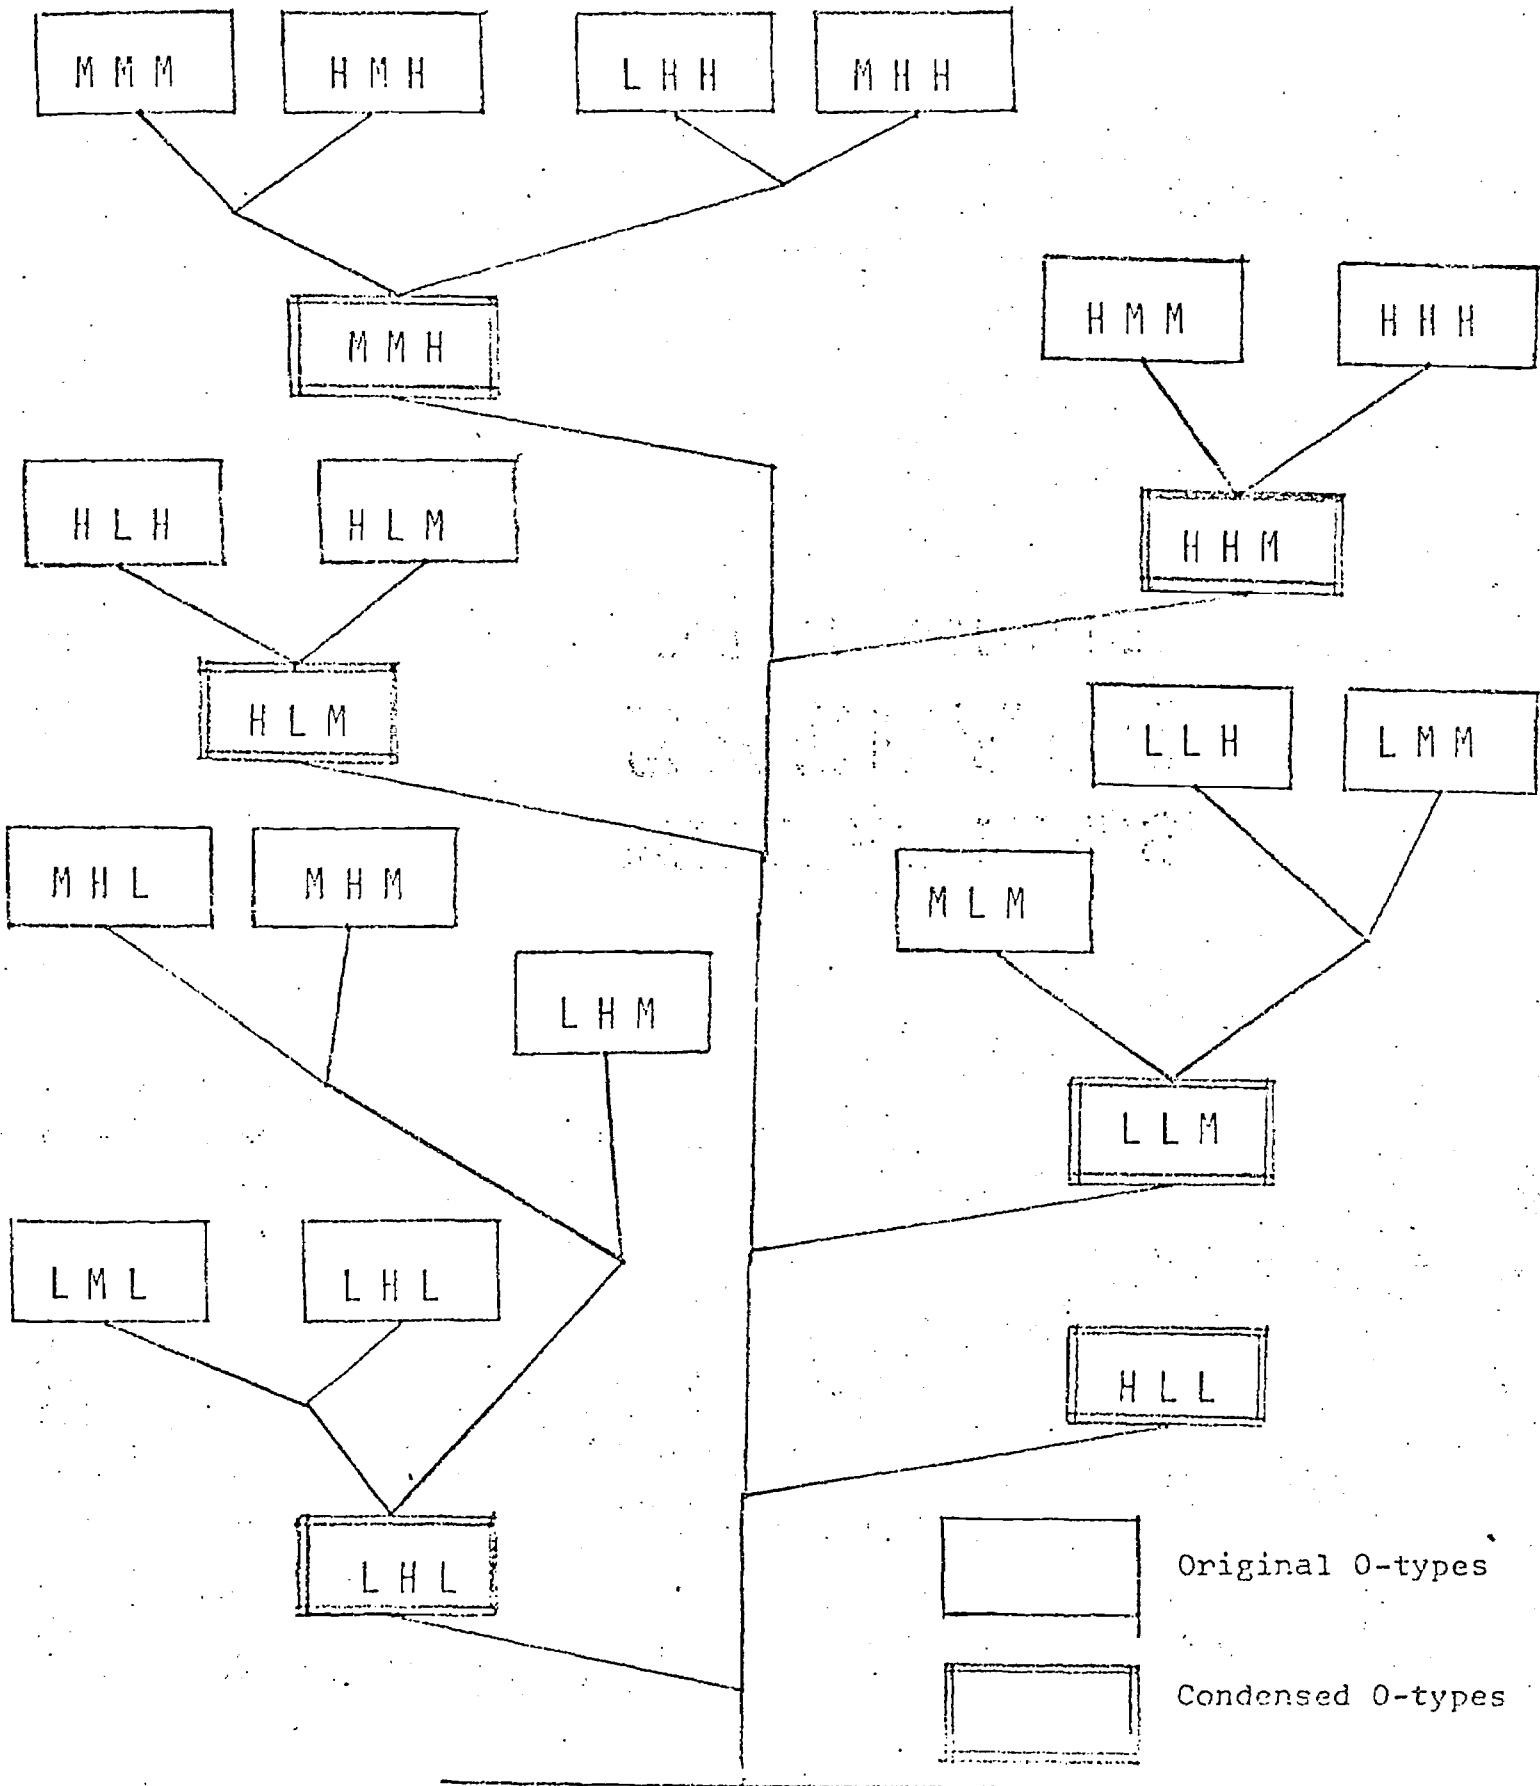 M M M
H M H
L H H
M H H
M M H
H M M
H H H
H L H
H L M
H H M
H L M
L L H
L M M
M H L
M H M
M L M
L H M
L L M
L M L
L H L
H L L
L H L
Original O-types
Condensed O-types